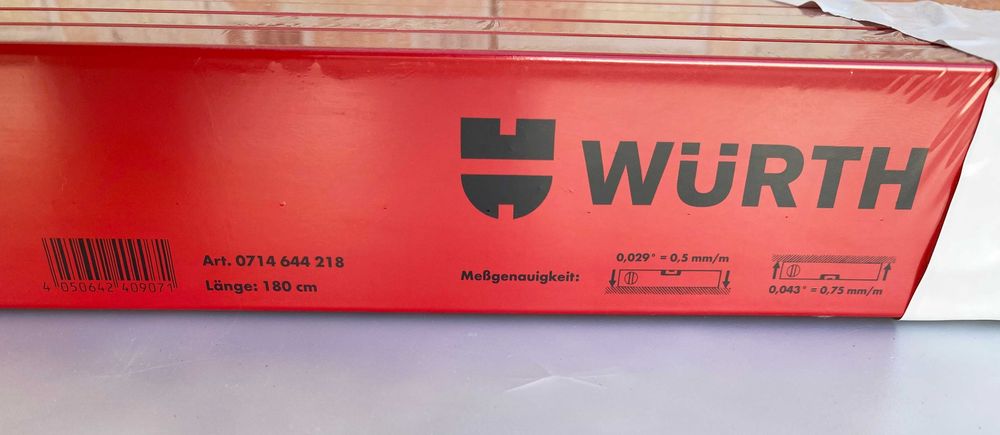 WÜRTH
Art. 0714 644 218
Länge: 180 cm
4 050642 409071
Meßgenauigkeit:
0,029° = 0,5 mm/m
0,043° = 0,75 mm/m